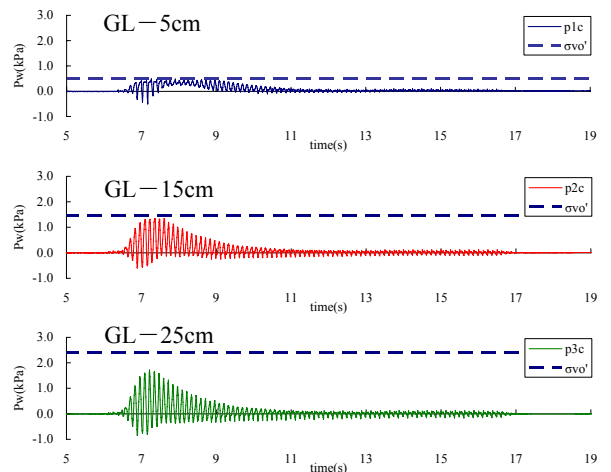 GL－5cm
Pw(kPa)
3.0
2.0
1.0
0.0
-1.0
p1c
σvo'
5 7 9 11 13 15 17 19
time(s)
GL－15cm
Pw(kPa)
3.0
2.0
1.0
0.0
-1.0
p2c
σvo'
5 7 9 11 13 15 17 19
time(s)
GL－25cm
Pw(kPa)
3.0
2.0
1.0
0.0
-1.0
p3c
σvo'
5 7 9 11 13 15 17 19
time(s)